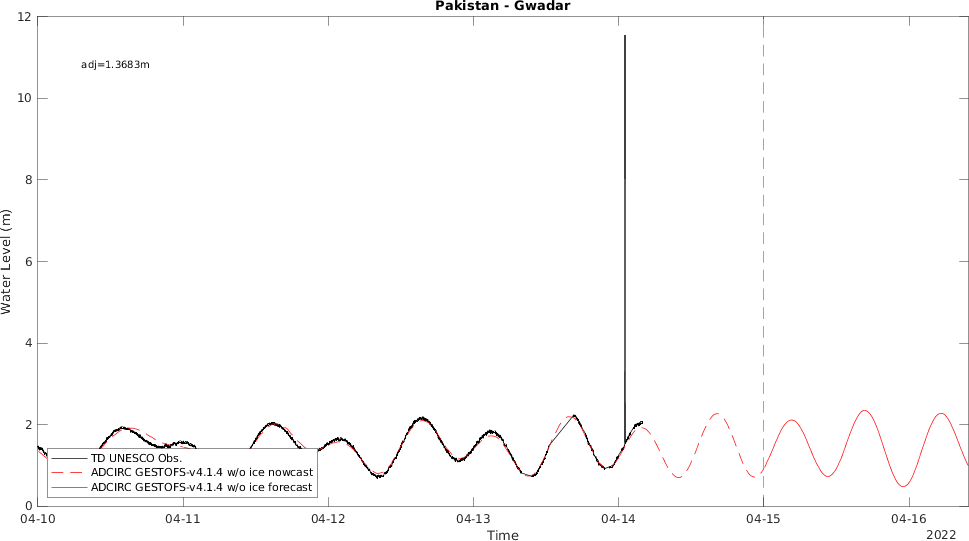 Pakistan - Gwadar
12
adj=1.3683m
10
8
6
4
2
0
Water Level (m)
TD UNESCO Obs.
ADCIRC GESTOFS-v4.1.4 w/o ice nowcast
ADCIRC GESTOFS-v4.1.4 w/o ice forecast
04-10 04-11 04-12 04-13 04-14 04-15 04-16
Time
2022